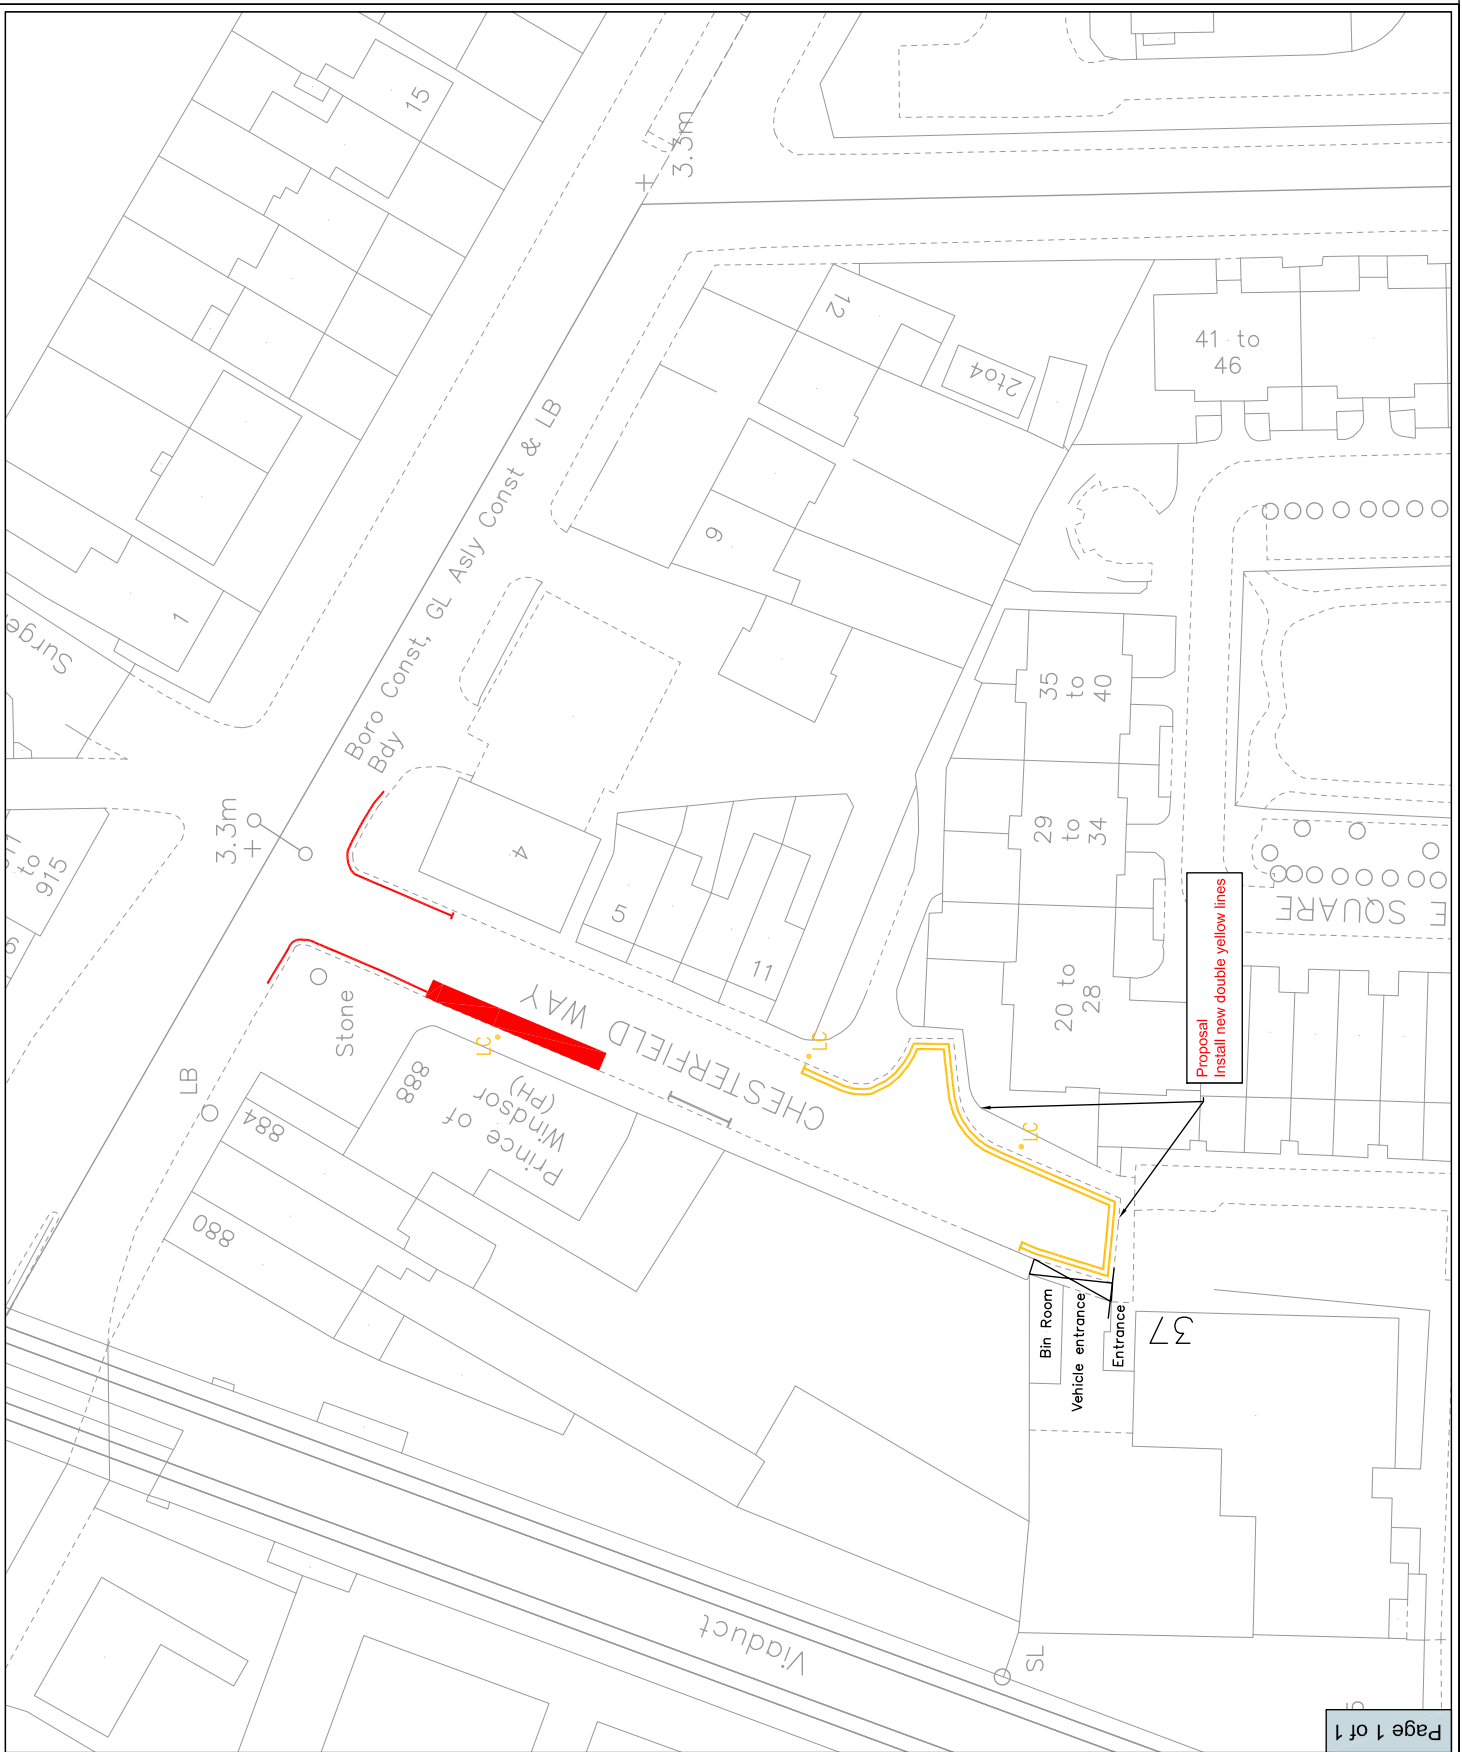 15
3.3m
12
2to4
41 to
46
Boro Const, GL Asly Const & LB
Bdy
9
1
Surge
35
to
40
3.3m
to
915
4
5
11
29
to
34
E SQUARE
Proposal
Install new double yellow lines
20 to
28
Stone
LB
LC
888
Prince of
Windsor
(PH)
CHESTERFIELD WAY
LC
LC
884
880
Bin Room
Vehicle entrance
Entrance
37
Viaduct
SL
Page 1 of 1